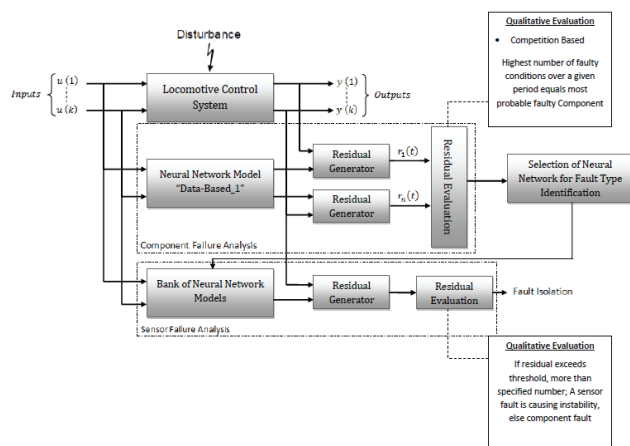 Qualitative Evaluation
• Competition Based
Highest number of faulty
conditions over a given
period equals most
probable faulty Component
Disturbance
Inputs
u (1)
u(k)
Locomotive Control
System
y (1)
y(k)
Outputs
Neural Network Model
"Data-Based_1"
Residual
Generator
r₁(t)
Residual
Generator
rₙ(t)
Residual Evaluation
Selection of Neural
Network for Fault Type
Identification
Component Failure Analysis
Bank of Neural Network
Models
Residual
Generator
Residual
Evaluation
Fault Isolation
Sensor Failure Analysis
Qualitative Evaluation
If residual exceeds
threshold, more than
specified number; A sensor
fault is causing instability,
else component fault